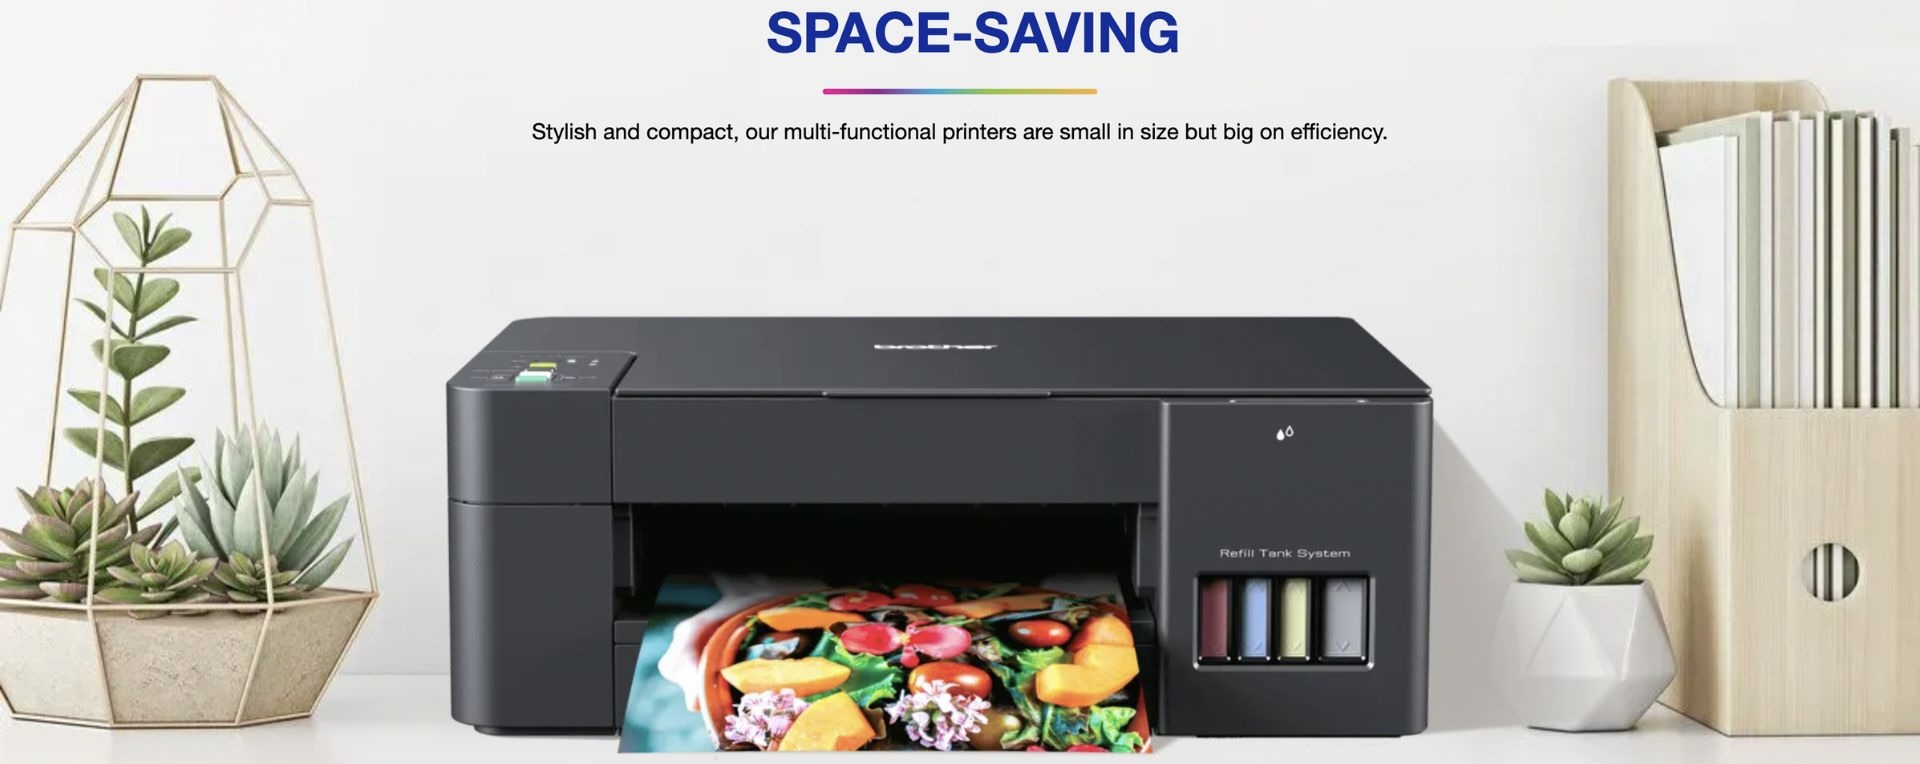 SPACE-SAVING
Stylish and compact, our multi-functional printers are small in size but big on efficiency.
brother
Refill Tank System